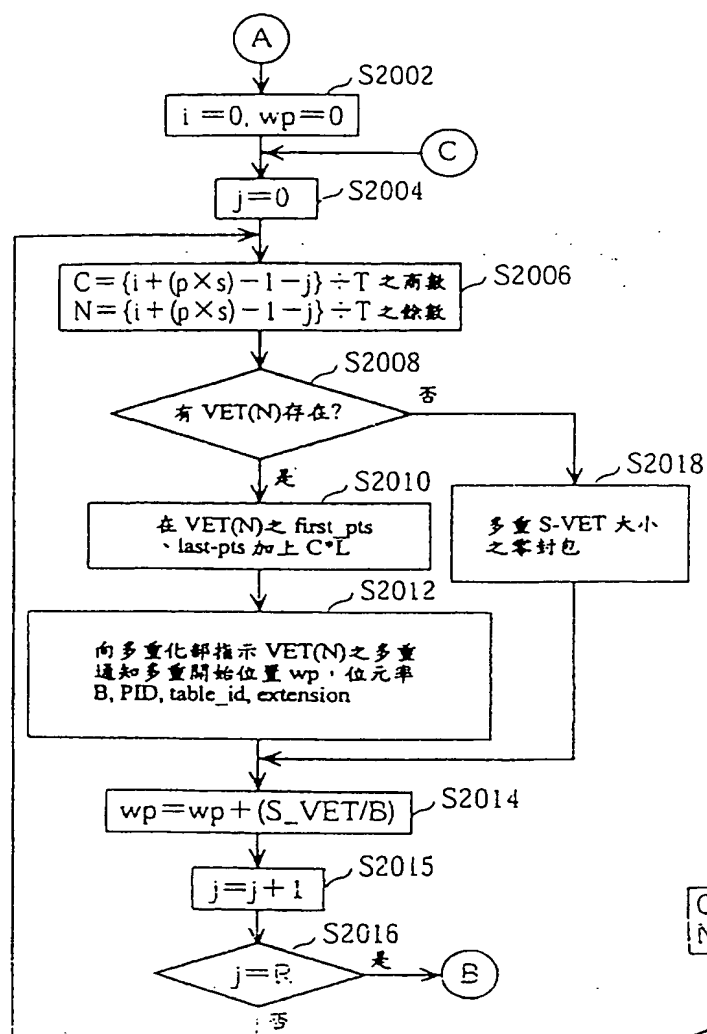 A
S2002
i=0, wp=0
C
S2004
j=0
S2006
C={i+(p×s)-1-j}÷T 之商數
N={i+(p×s)-1-j}÷T 之餘數
S2008
有 VET(N)存在?
否
是
S2010
在 VET(N)之 first_pts
、last-pts 加上 C*L
S2018
多重 S-VET 大小
之零封包
S2012
向多重化部指示 VET(N)之多重
通知多重開始位置 wp,位元率
B, PID, table_id, extension
wp=wp+(S_VET/B)
S2014
S2015
j=j+1
S2016
j=R
是
B
否
C
N